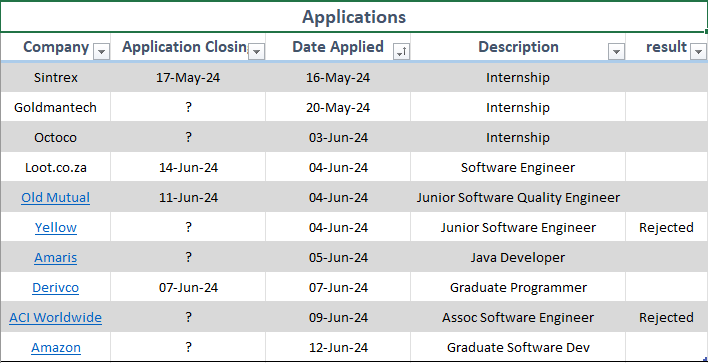 Applications
Company Application Closin Date Applied Description result
Sintrex 17-May-24 16-May-24 Internship
Goldmantech ? 20-May-24 Internship
Octoco ? 03-Jun-24 Internship
Loot.co.za 14-Jun-24 04-Jun-24 Software Engineer
Old Mutual 11-Jun-24 04-Jun-24 Junior Software Quality Engineer
Yellow ? 04-Jun-24 Junior Software Engineer Rejected
Amaris ? 05-Jun-24 Java Developer
Derivco 07-Jun-24 07-Jun-24 Graduate Programmer
ACI Worldwide ? 09-Jun-24 Assoc Software Engineer Rejected
Amazon ? 12-Jun-24 Graduate Software Dev